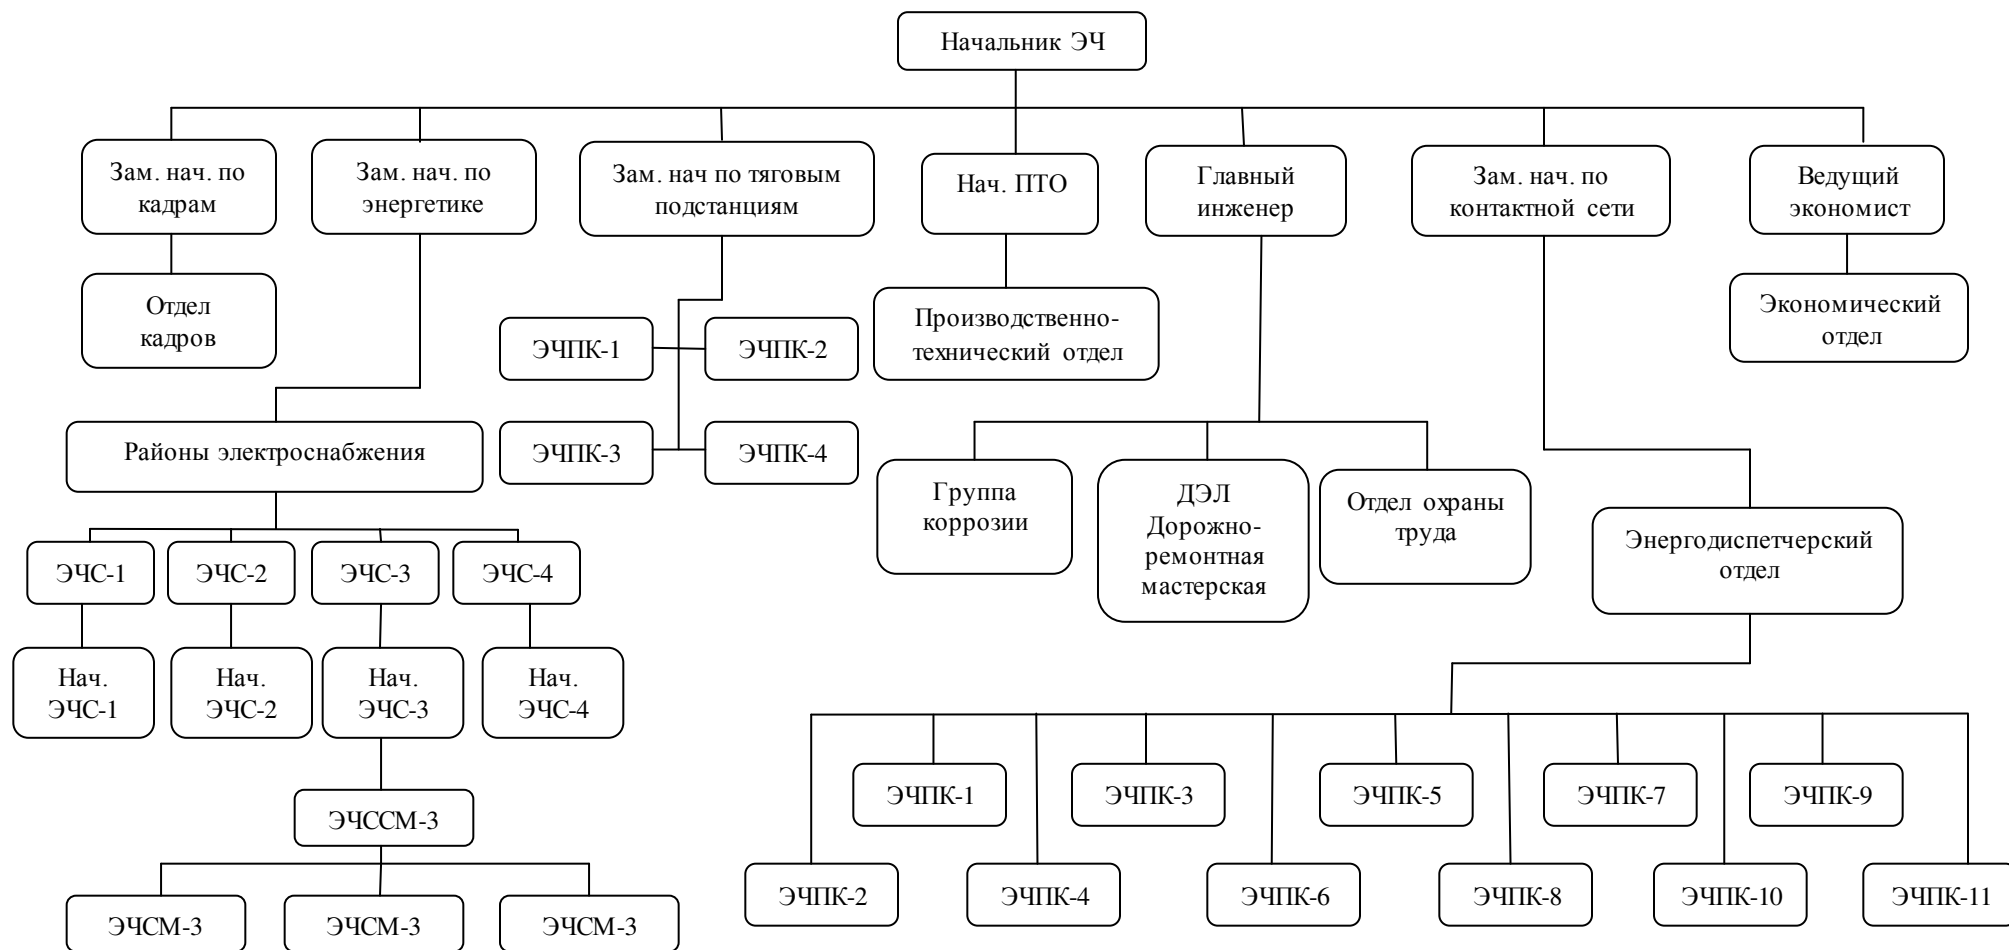 Начальник ЭЧ
Зам. нач. по
кадрам
Зам. нач. по
энергетике
Зам. нач по тяговым
подстанциям
Нач. ПТО
Главный
инженер
Зам. нач. по
контактной сети
Ведущий
экономист
Отдел
кадров
Производственно-
технический отдел
Экономический
отдел
ЭЧПК-1
ЭЧПК-2
ЭЧПК-3
ЭЧПК-4
Районы электроснабжения
Группа
коррозии
ДЭЛ
Дорожно-
ремонтная
мастерская
Отдел охраны
труда
Энергодиспетчерский
отдел
ЭЧС-1
ЭЧС-2
ЭЧС-3
ЭЧС-4
Нач.
ЭЧС-1
Нач.
ЭЧС-2
Нач.
ЭЧС-3
Нач.
ЭЧС-4
ЭЧССМ-3
ЭЧСМ-3
ЭЧСМ-3
ЭЧСМ-3
ЭЧПК-1
ЭЧПК-3
ЭЧПК-5
ЭЧПК-7
ЭЧПК-9
ЭЧПК-2
ЭЧПК-4
ЭЧПК-6
ЭЧПК-8
ЭЧПК-10
ЭЧПК-11